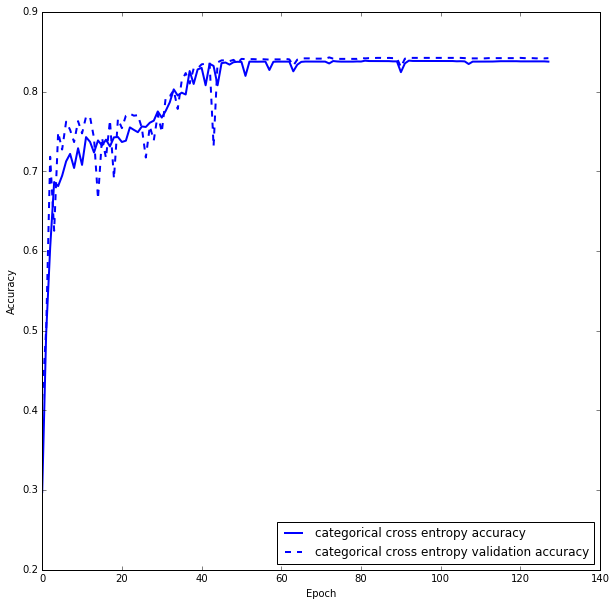 0.9
0.8
0.7
0.6
0.5
0.4
0.3
0.2
Accuracy
0 20 40 60 80 100 120 140
Epoch
categorical cross entropy accuracy
categorical cross entropy validation accuracy